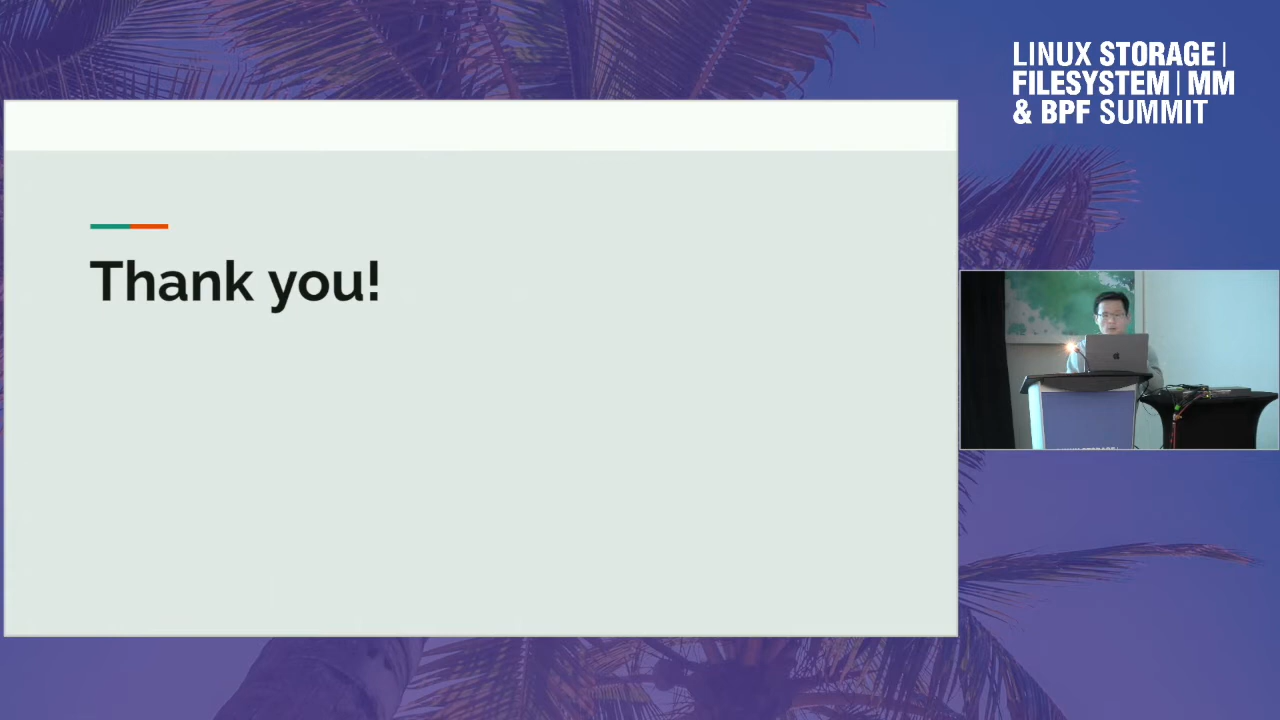 LINUX STORAGE |
FILESYSTEM | MM
& BPF SUMMIT
Thank you!